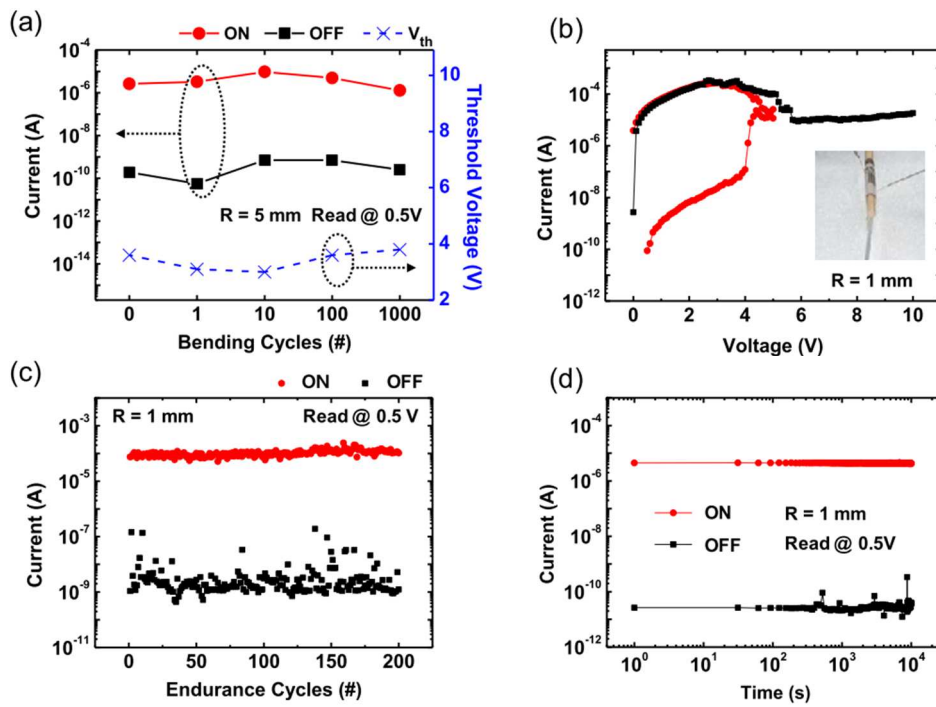 (a)
ON OFF V_th
10^-4
10^-6
10^-8
10^-10
10^-12
10^-14
Current (A)
10
8
6
4
2
Threshold Voltage (V)
R = 5 mm Read @ 0.5V
0 1 10 100 1000
Bending Cycles (#)
(b)
10^-2
10^-4
10^-6
10^-8
10^-10
10^-12
Current (A)
R = 1 mm
0 2 4 6 8 10
Voltage (V)
(c)
ON OFF
R = 1 mm Read @ 0.5 V
10^-3
10^-5
10^-7
10^-9
10^-11
Current (A)
0 50 100 150 200
Endurance Cycles (#)
(d)
10^-2
10^-4
10^-6
10^-8
10^-10
10^-12
Current (A)
ON R = 1 mm
OFF Read @ 0.5V
10^0 10^1 10^2 10^3 10^4
Time (s)